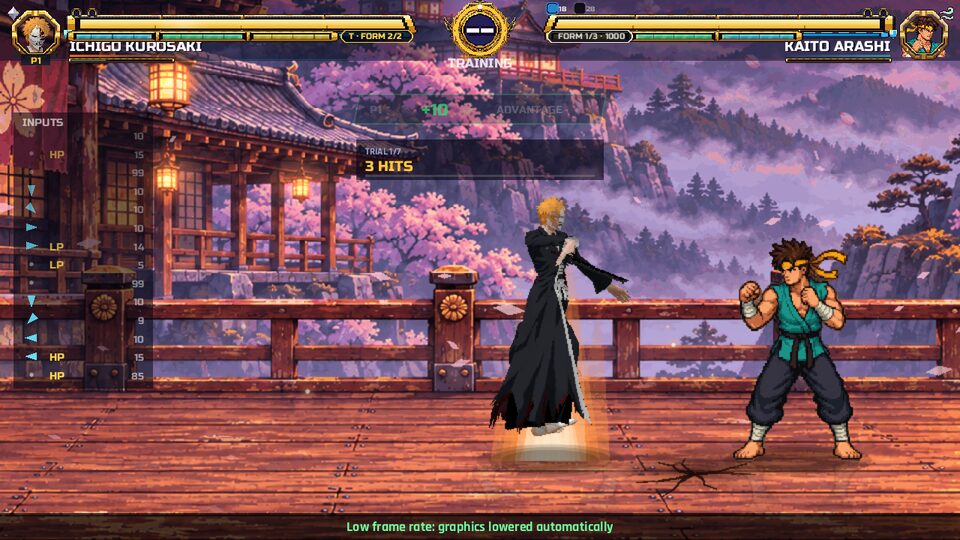 18 28
T · FORM 2/2
FORM 1/3 · 1000
ICHIGO KUROSAKI
KAITO ARASHI
P1
TRAINING
P1 +10 ADVANTAGE
TRIAL 1/7
3 HITS
INPUTS
10
HP 15
99
10
10
10
LP 14
LP 5
99
10
9
10
HP 15
HP 85
Low frame rate: graphics lowered automatically